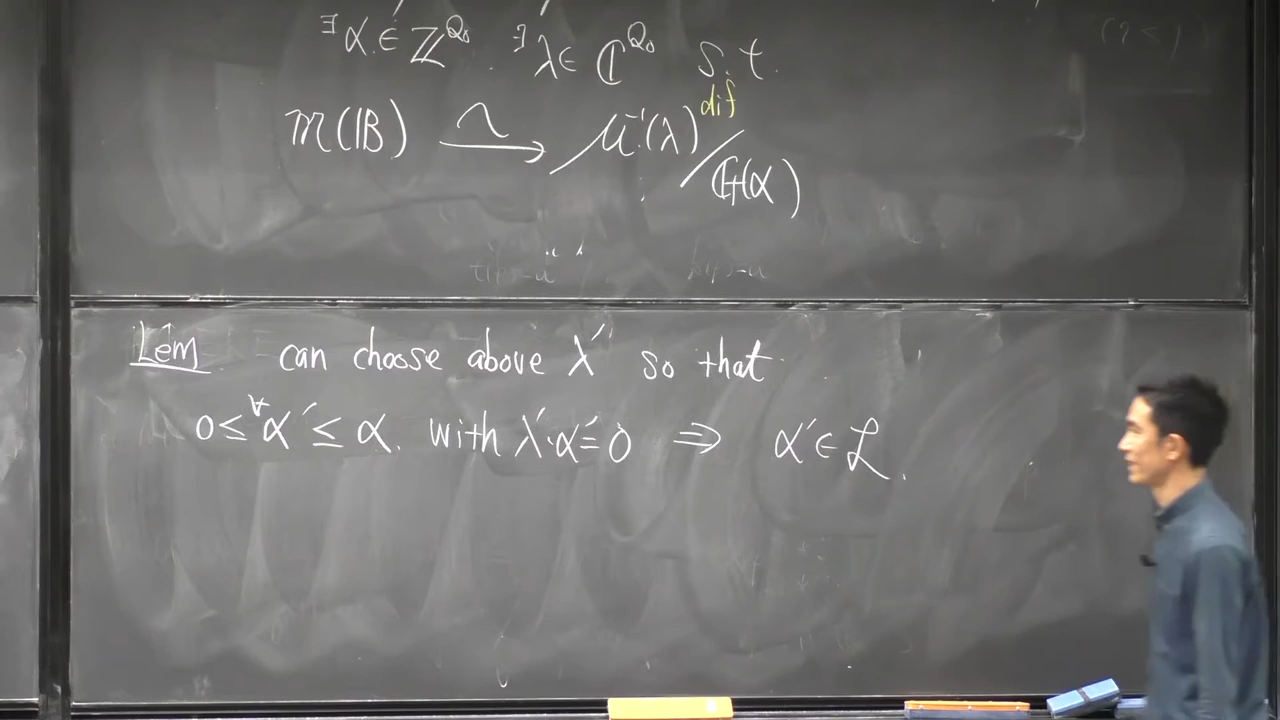 ∃α ∈ ℤ^{Q₀}. ∃λ ∈ ℂ^{Q₀} s.t.
dif
𝔐(𝔹) ⥲ μ⁻¹(λ)/G(α)
Lem can choose above λ' so that
0 ≤ ∀α' ≤ α. with λ'·α' = 0 ⇒ α' ∈ 𝓛.